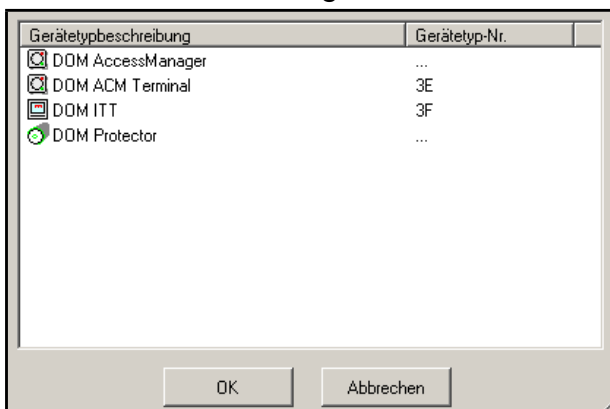 Gerätetypbeschreibung Gerätetyp-Nr.
DOM AccessManager ...
DOM ACM Terminal 3E
DOM ITT 3F
DOM Protector ...
OK Abbrechen